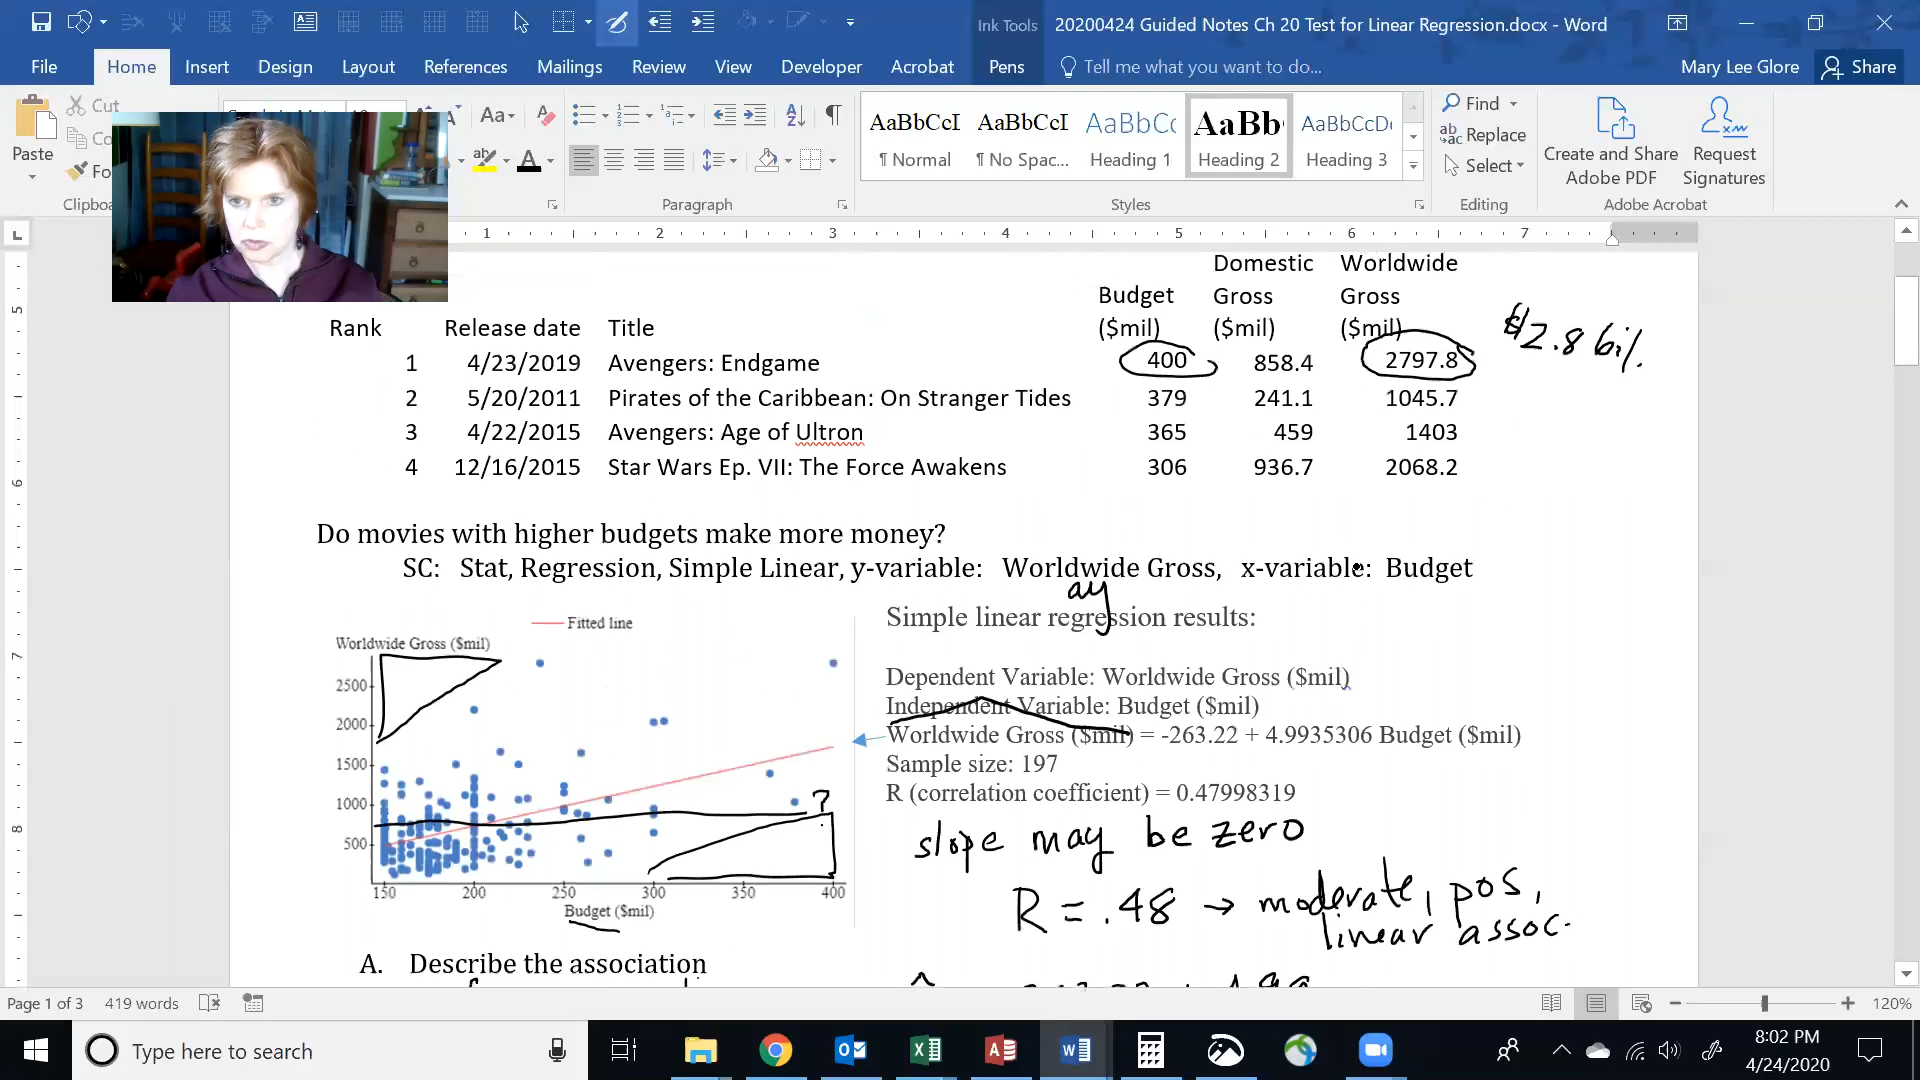 Ink Tools
20200424 Guided Notes Ch 20 Test for Linear Regression.docx - Word
File Home Insert Design Layout References Mailings Review View Developer Acrobat Pens Tell me what you want to do... Mary Lee Glore Share
Cut
Paste
Aa
AaBbCcI AaBbCcI AaBbCc AaBb AaBbCcD
¶ Normal ¶ No Spac... Heading 1 Heading 2 Heading 3
Find
Replace
Select
Create and Share Adobe PDF
Request Signatures
Paragraph Styles Editing Adobe Acrobat
1 2 3 4 5 6 7
Domestic Worldwide
Budget Gross Gross
Rank Release date Title ($mil) ($mil) ($mil)
1 4/23/2019 Avengers: Endgame 400 858.4 2797.8
$2.8 bil.
2 5/20/2011 Pirates of the Caribbean: On Stranger Tides 379 241.1 1045.7
3 4/22/2015 Avengers: Age of Ultron 365 459 1403
4 12/16/2015 Star Wars Ep. VII: The Force Awakens 306 936.7 2068.2
Do movies with higher budgets make more money?
SC: Stat, Regression, Simple Linear, y-variable: Worldwide Gross, x-variable: Budget
Fitted line
Worldwide Gross ($mil)
2500
2000
1500
1000
500
150 200 250 300 350 400
Budget ($mil)
?
Simple linear regression results:
Dependent Variable: Worldwide Gross ($mil)
Independent Variable: Budget ($mil)
Worldwide Gross ($mil) = -263.22 + 4.9935306 Budget ($mil)
Sample size: 197
R (correlation coefficient) = 0.47998319
slope may be zero
R = .48 → moderate, pos,
linear assoc.
A. Describe the association
Page 1 of 3 419 words 120%
Type here to search
8:02 PM
4/24/2020